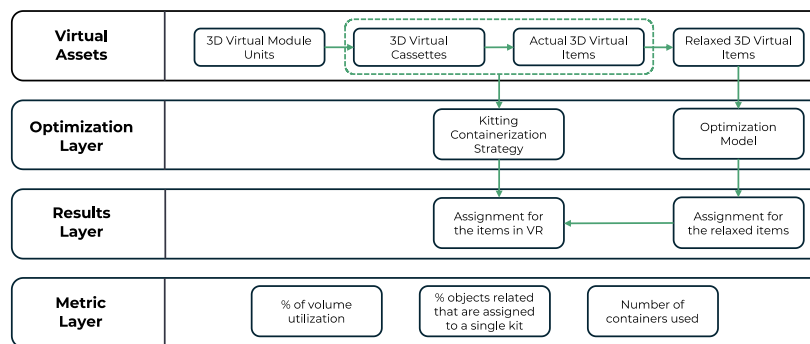 Virtual
Assets
3D Virtual Module
Units
3D Virtual
Cassettes
Actual 3D Virtual
Items
Relaxed 3D Virtual
Items
Optimization
Layer
Kitting
Containerization
Strategy
Optimization
Model
Results
Layer
Assignment for
the items in VR
Assignment for
the relaxed items
Metric
Layer
% of volume
utilization
% objects related
that are assigned
to a single kit
Number of
containers used